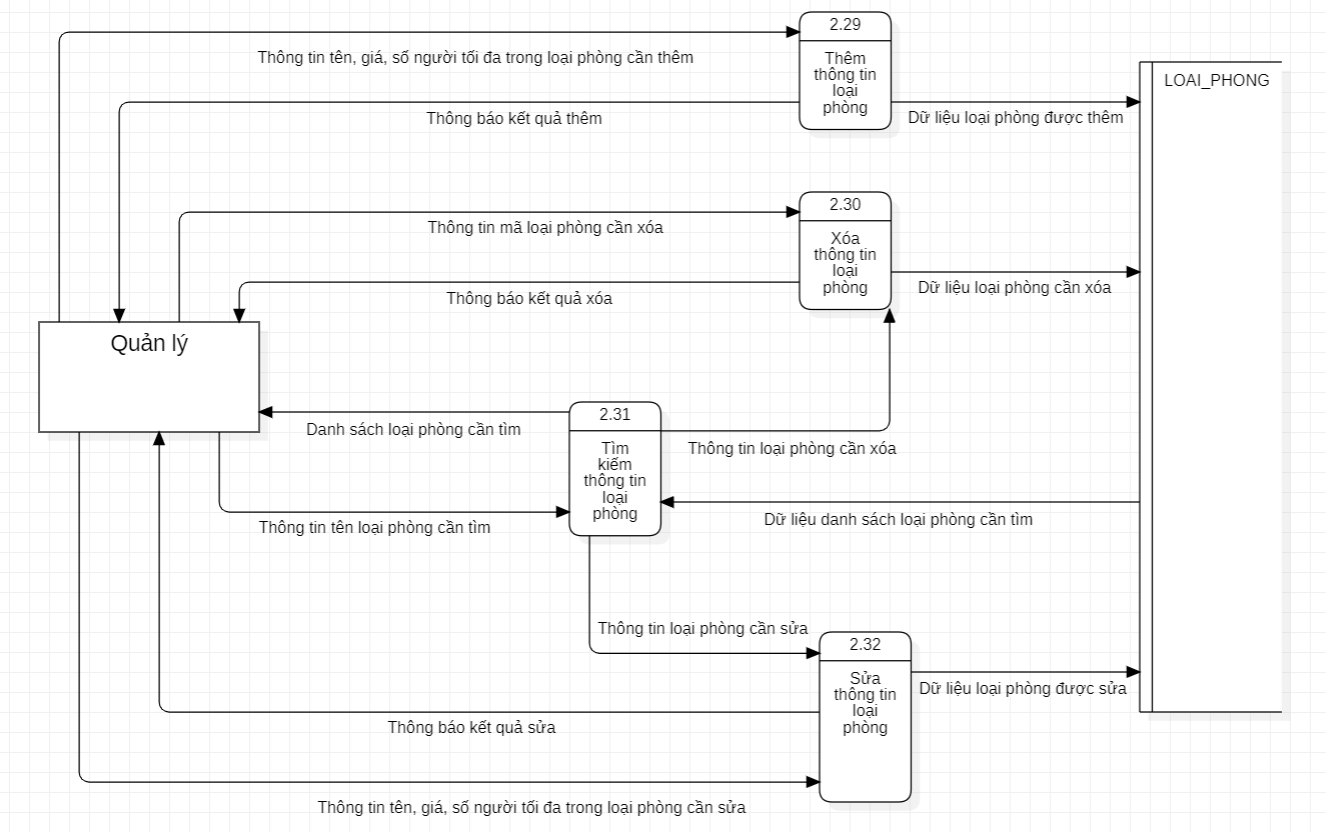 2.29
Thông tin tên, giá, số người tối đa trong loại phòng cần thêm
Thêm
thông tin
loại
phòng
LOAI_PHONG
Thông báo kết quả thêm
Dữ liệu loại phòng được thêm
2.30
Thông tin mã loại phòng cần xóa
Xóa
thông tin
loại
phòng
Dữ liệu loại phòng cần xóa
Thông báo kết quả xóa
Quản lý
2.31
Danh sách loại phòng cần tìm
Thông tin loại phòng cần xóa
Tìm
kiếm
thông tin
loại
phòng
Thông tin tên loại phòng cần tìm
Dữ liệu danh sách loại phòng cần tìm
Thông tin loại phòng cần sửa
2.32
Sửa
thông tin
loại
phòng
Dữ liệu loại phòng được sửa
Thông báo kết quả sửa
Thông tin tên, giá, số người tối đa trong loại phòng cần sửa